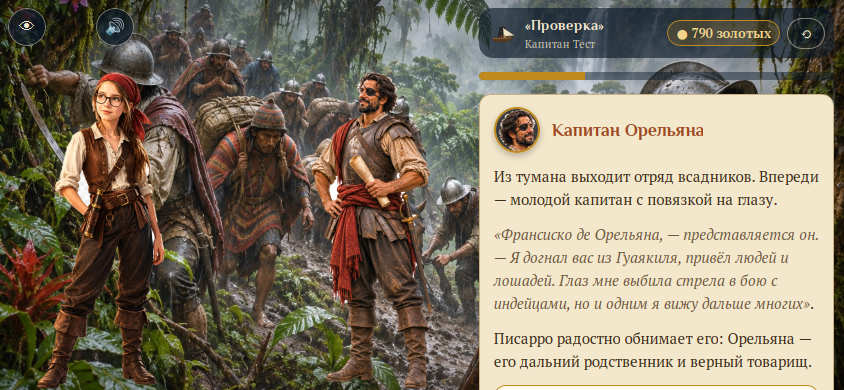 «Проверка»
Капитан Тест
790 золотых
Капитан Орельяна
Из тумана выходит отряд всадников. Впереди
— молодой капитан с повязкой на глазу.
«Франсиско де Орельяна, — представляется он.
— Я догнал вас из Гуаякиля, привёл людей и
лошадей. Глаз мне выбила стрела в бою с
индейцами, но и одним я вижу дальше многих».
Писарро радостно обнимает его: Орельяна —
его дальний родственник и верный товарищ.